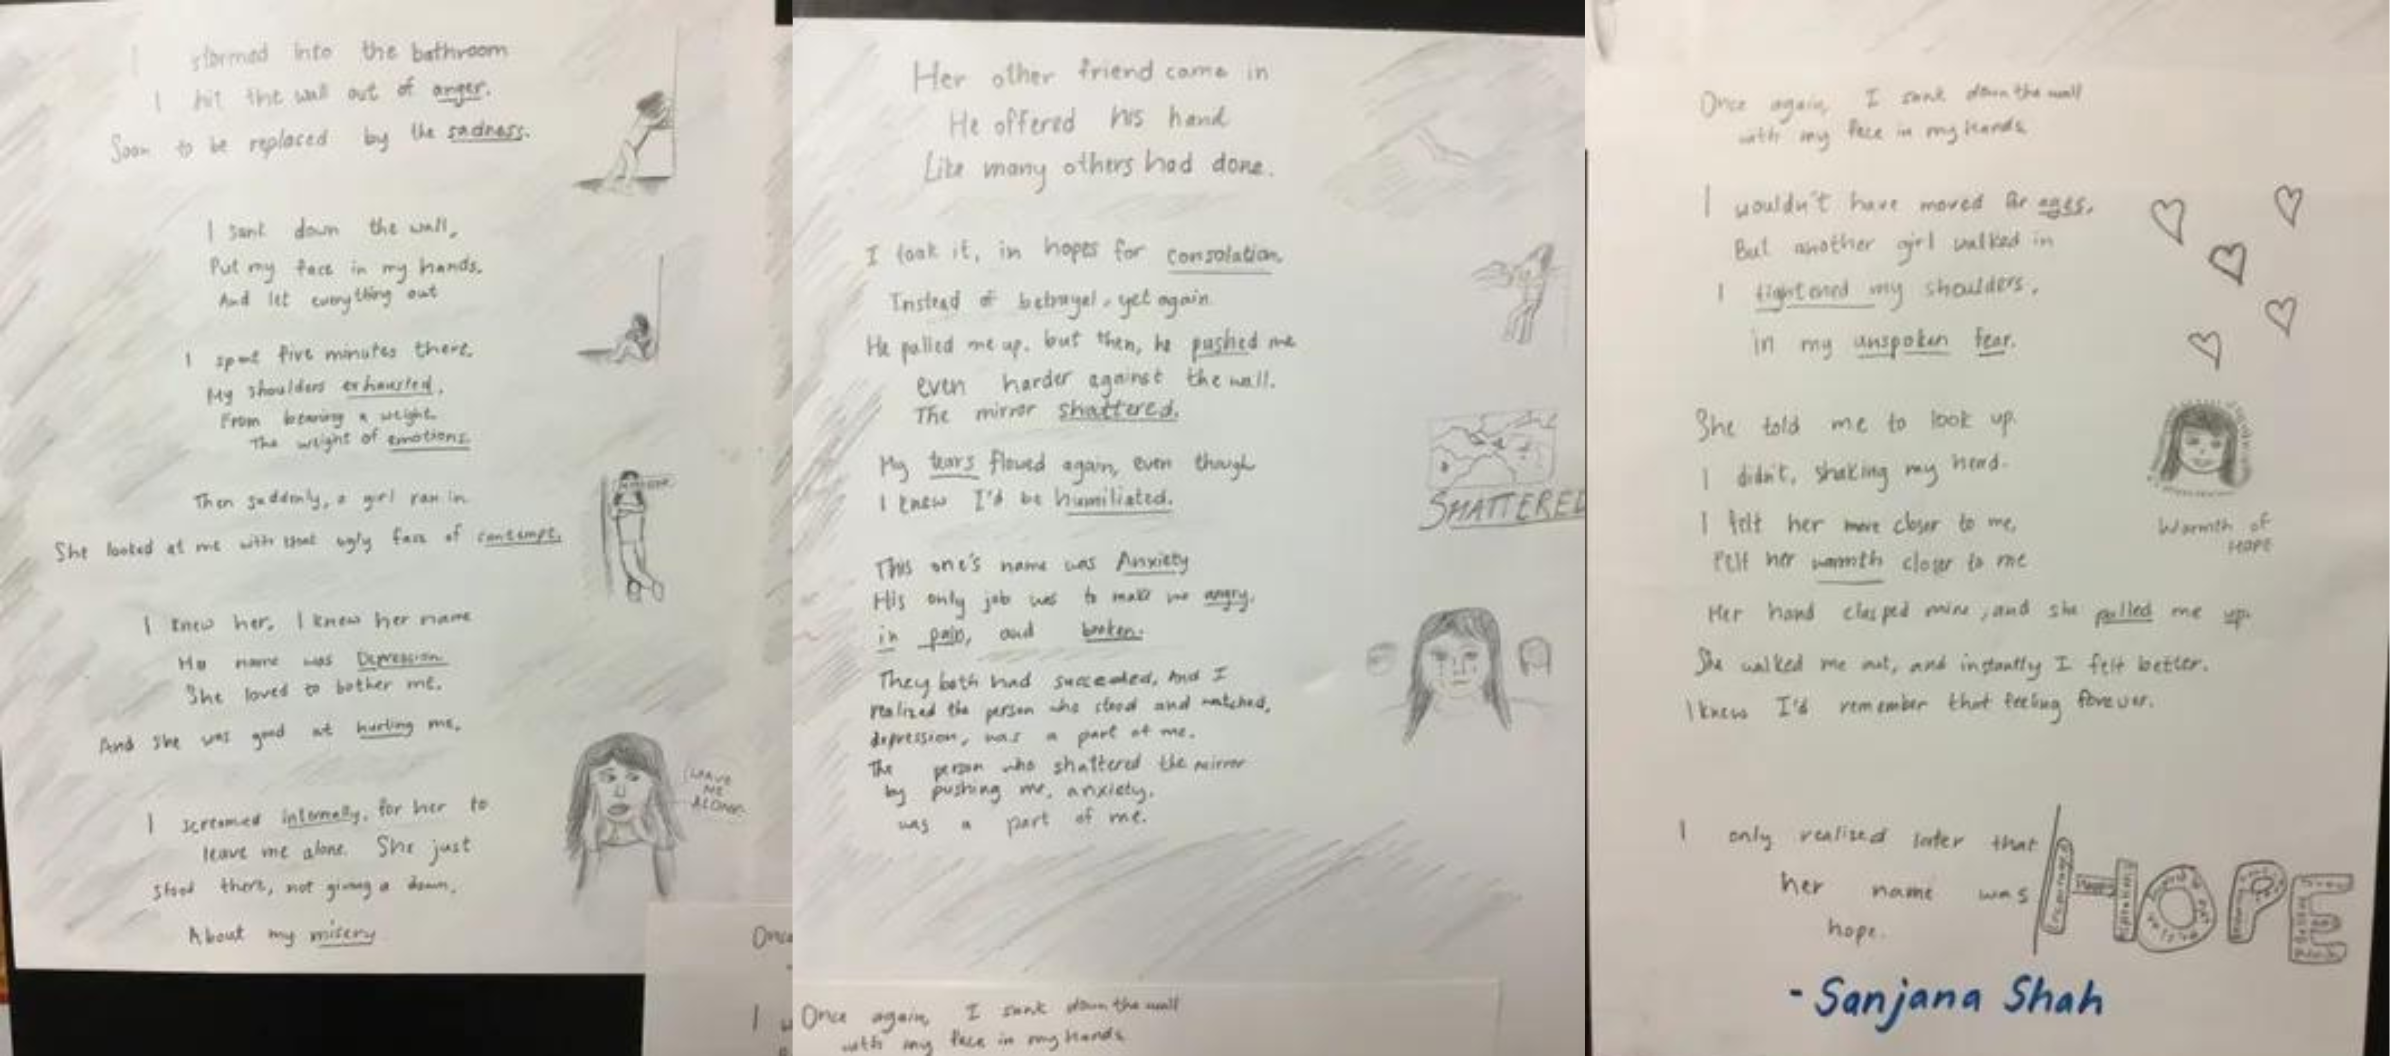 I stormed into the bathroom
I hit the wall out of anger.
Soon to be replaced by the sadness.
I sank down the wall,
Put my face in my hands.
And let everything out
I spent five minutes there.
My shoulders exhausted,
From bearing a weight.
The weight of emotions.
Then suddenly, a girl ran in.
She looked at me with that ugly face of contempt.
I knew her. I knew her name
Her name was Depression.
She loved to bother me.
And she was good at hurting me.
I screamed internally, for her to
leave me alone. She just
stood there, not giving a damn.
About my misery
LEAVE
ME
ALONE
Once
I
Her other friend came in
He offered his hand
Like many others had done.
I took it, in hopes for consolation.
Instead of betrayal, yet again.
He pulled me up. but then, he pushed me
even harder against the wall.
The mirror shattered.
SHATTERED
My tears flowed again, even though
I knew I'd be humiliated.
This one's name was Anxiety
His only job was to make me angry.
in pain, and broken.
They both had succeeded, And I
realized the person who stood and watched,
depression, was a part of me.
The person who shattered the mirror
by pushing me, anxiety.
was a part of me.
Once again, I sank down the wall
with my face in my hands
Once again, I sank down the wall
with my face in my hands
I wouldn't have moved for ages.
But another girl walked in
I tightened my shoulders.
in my unspoken fear.
She told me to look up.
I didn't, shaking my head.
I felt her move closer to me,
Felt her warmth closer to me
Warmth of
HOPE
Her hand clasped mine, and she pulled me up.
She walked me out, and instantly I felt better.
I knew I'd remember that feeling forever.
I only realized later that
her name was
hope.
HOPE
- Sanjana Shah